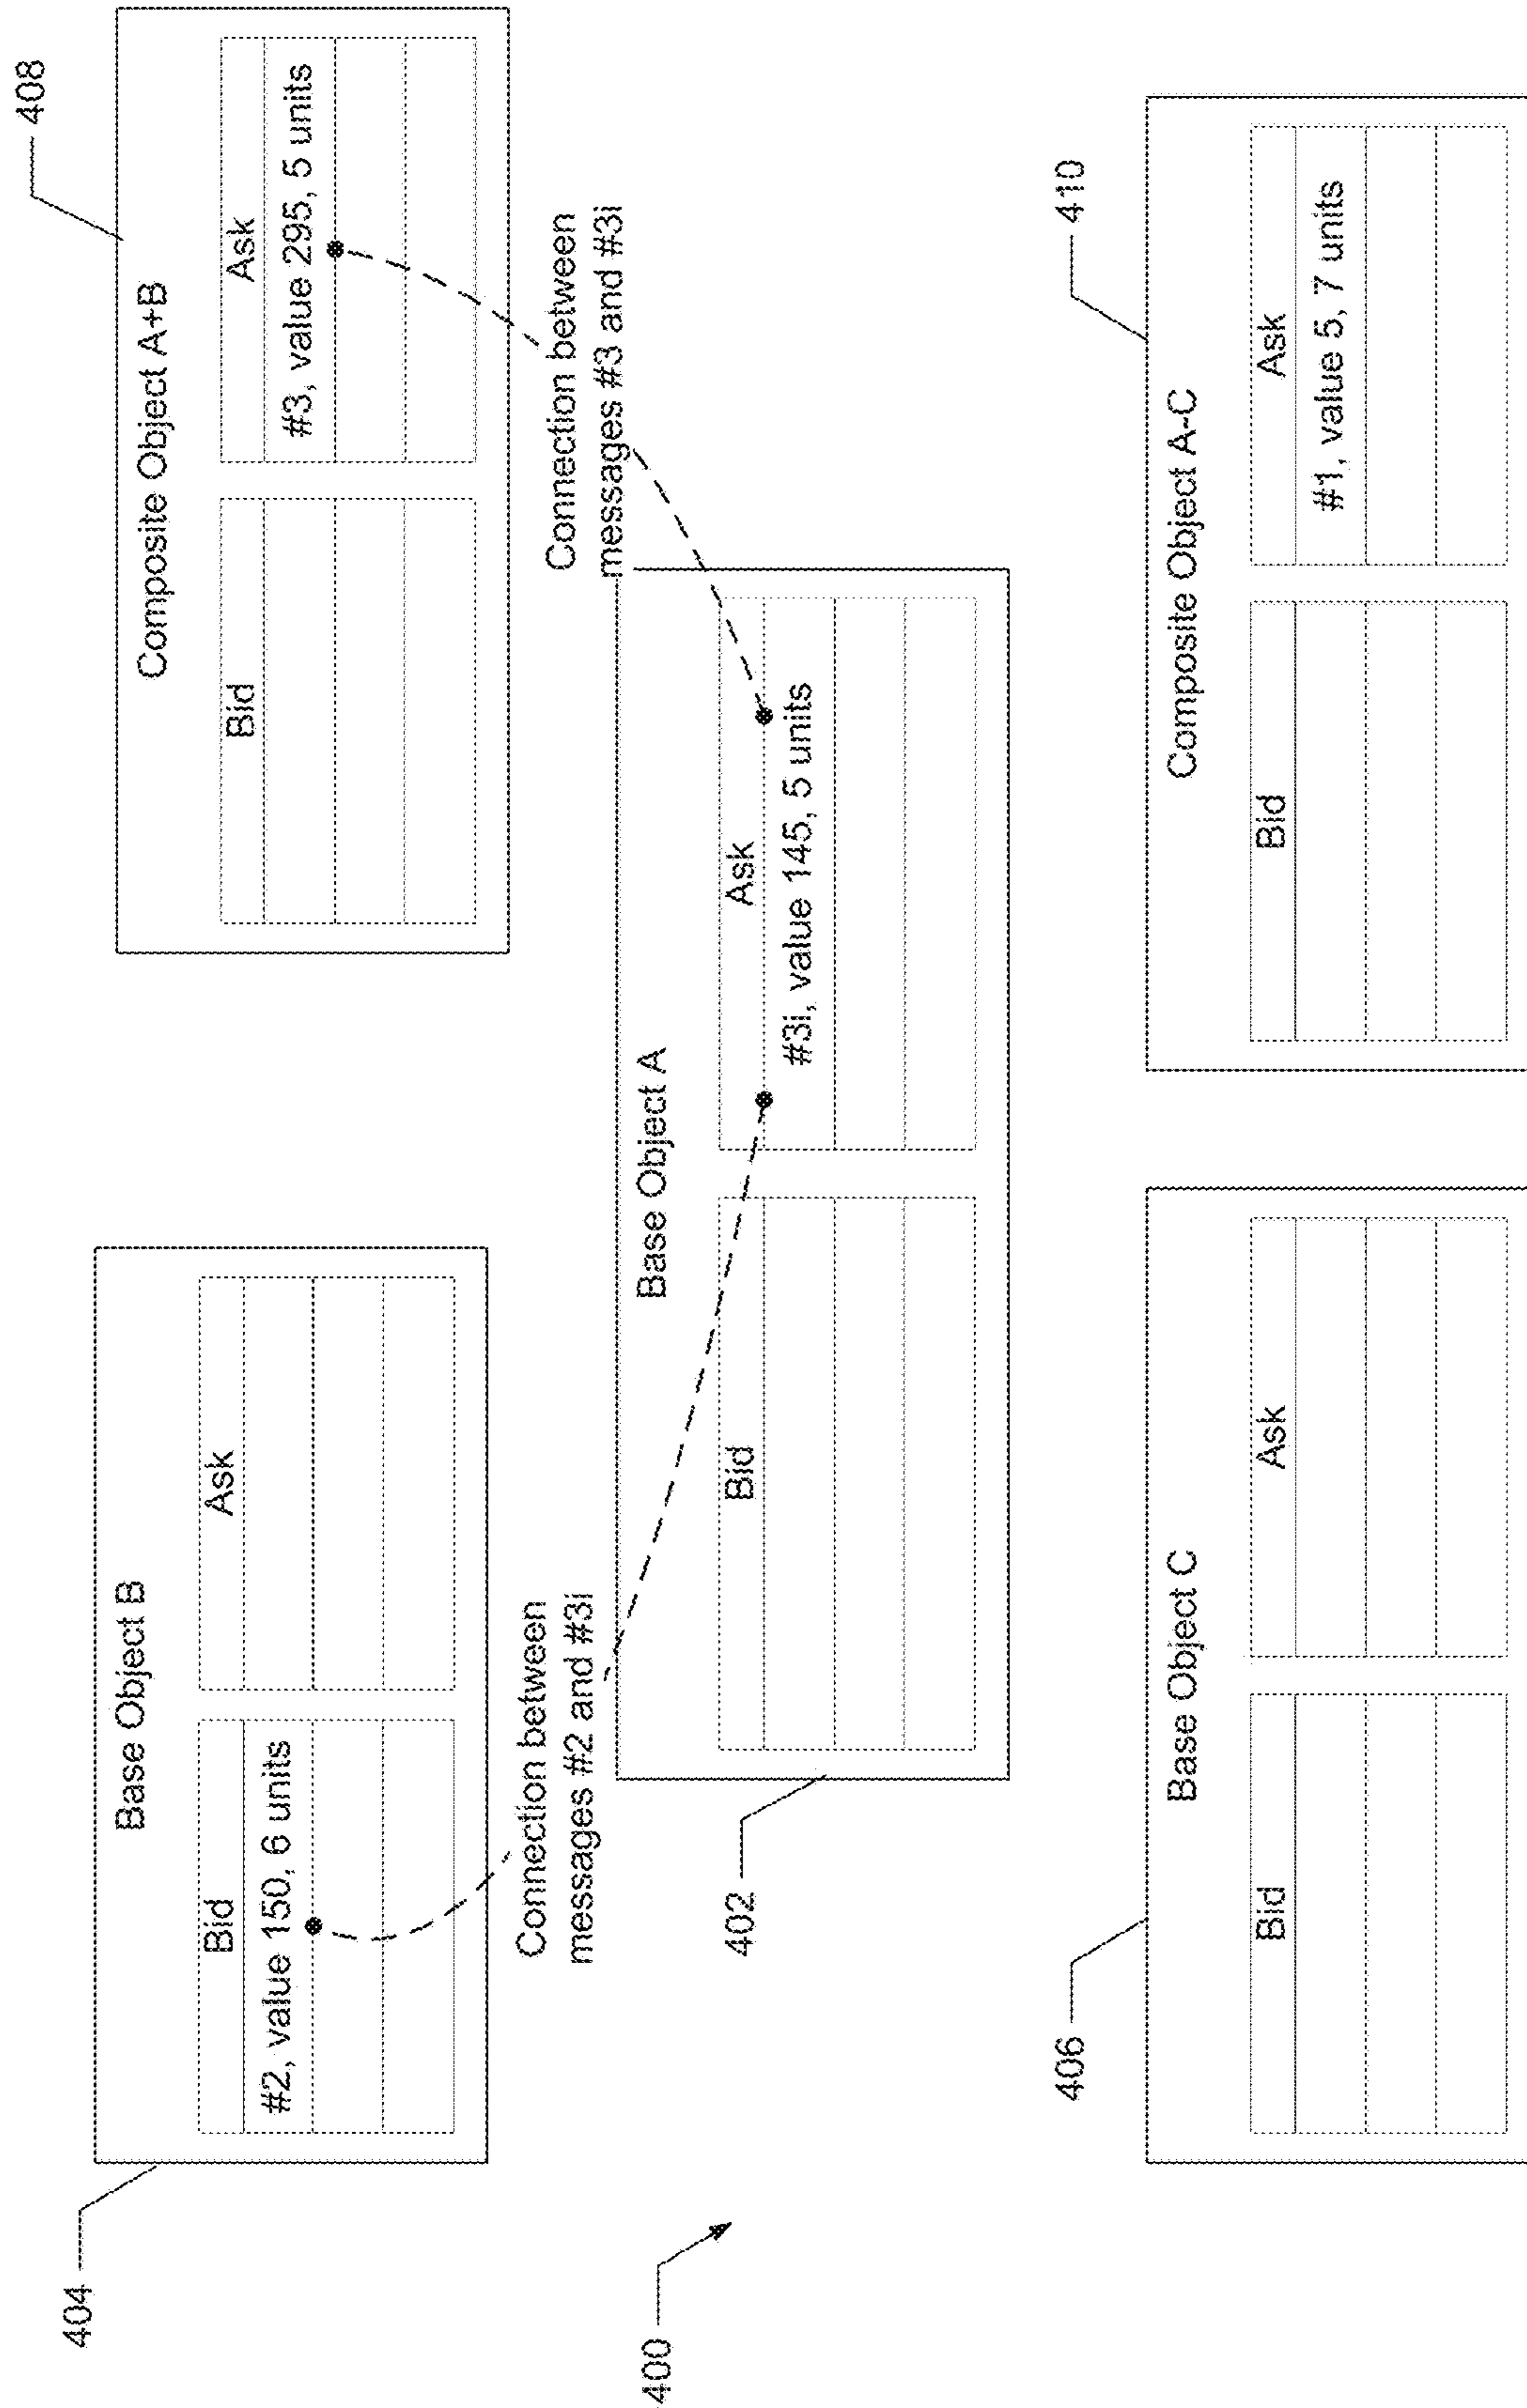 404
Base Object B
Bid
Ask
#2, value 150, 6 units
408
Composite Object A+B
Bid
Ask
#3, value 295, 5 units
Connection between
messages #2 and #3i
Connection between
messages #3 and #3i
400
402
Base Object A
Bid
Ask
#3i, value 145, 5 units
406
Base Object C
Bid
Ask
410
Composite Object A-C
Bid
Ask
#1, value 5, 7 units